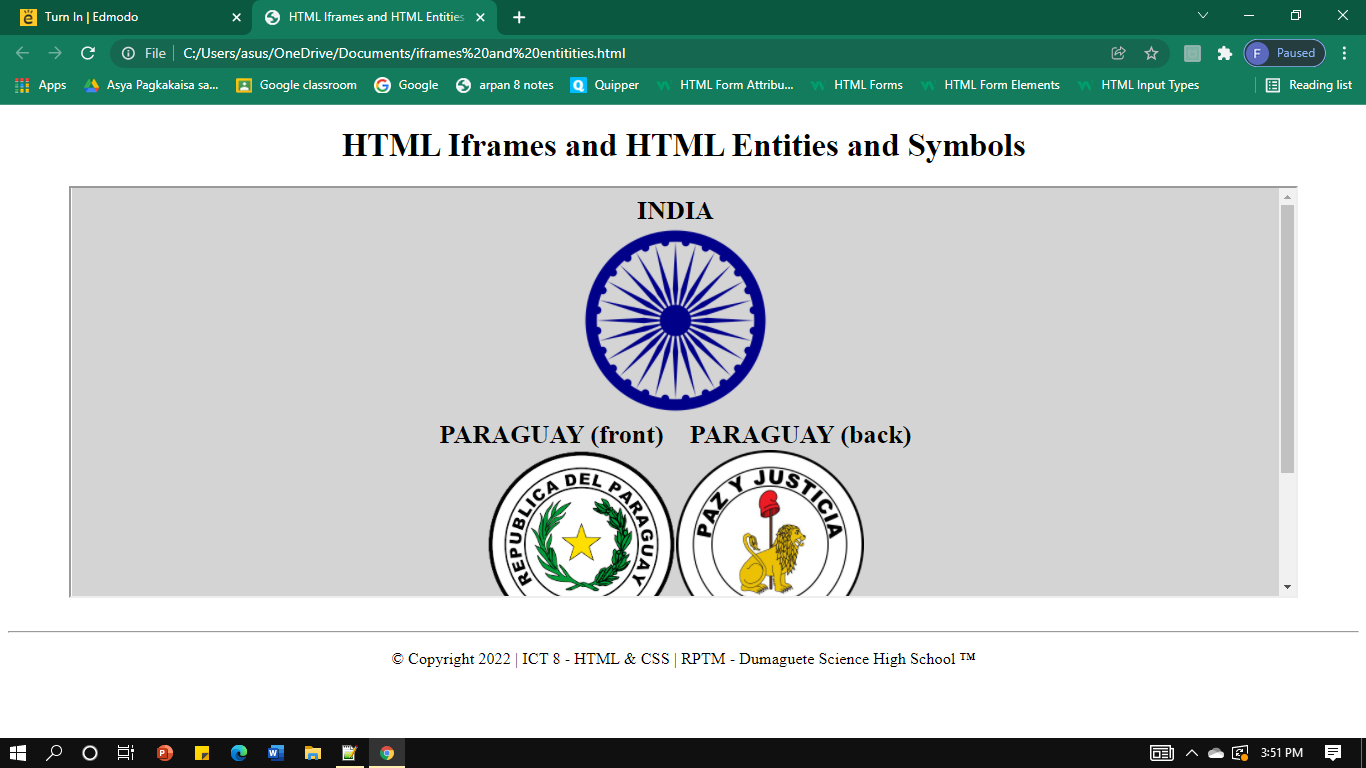 Turn In | Edmodo
HTML Iframes and HTML Entities
File
C:/Users/asus/OneDrive/Documents/iframes%20and%20entitities.html
F Paused
Apps
Asya Pagkakaisa sa...
Google classroom
Google
arpan 8 notes
Quipper
HTML Form Attribu...
HTML Forms
HTML Form Elements
HTML Input Types
Reading list
HTML Iframes and HTML Entities and Symbols
INDIA
PARAGUAY (front) PARAGUAY (back)
REPUBLICA DEL PARAGUAY
PAZ Y JUSTICIA
© Copyright 2022 | ICT 8 - HTML & CSS | RPTM - Dumaguete Science High School ™
3:51 PM